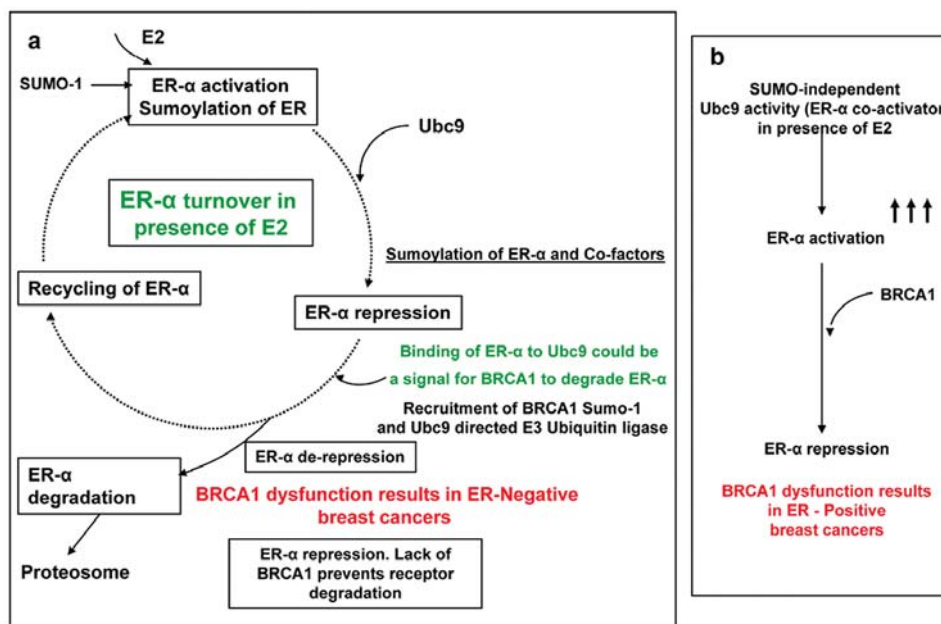 a
E2
SUMO-1
ER-α activation
Sumoylation of ER
Ubc9
ER-α turnover in
presence of E2
Sumoylation of ER-α and Co-factors
Recycling of ER-α
ER-α repression
Binding of ER-α to Ubc9 could be
a signal for BRCA1 to degrade ER-α
Recruitment of BRCA1 Sumo-1
and Ubc9 directed E3 Ubiquitin ligase
ER-α de-repression
ER-α
degradation
BRCA1 dysfunction results in ER-Negative
breast cancers
Proteosome
ER-α repression. Lack of
BRCA1 prevents receptor
degradation
b
SUMO-independent
Ubc9 activity (ER-α co-activator
in presence of E2
ER-α activation
BRCA1
ER-α repression
BRCA1 dysfunction results
in ER - Positive
breast cancers